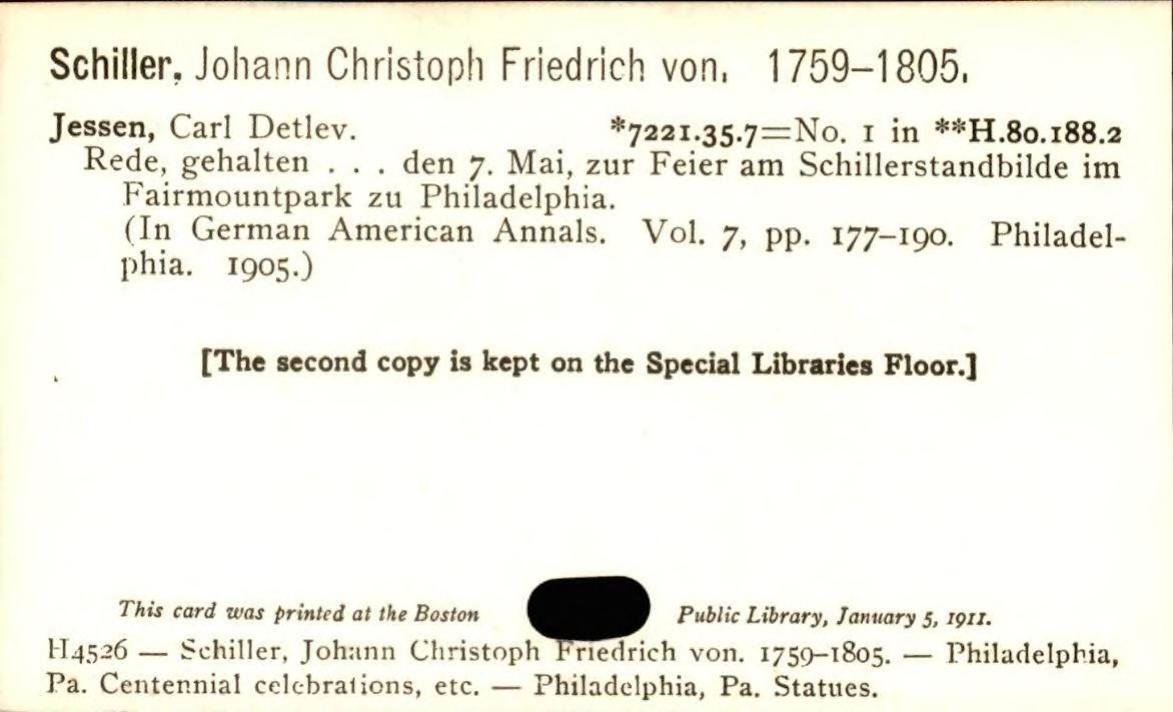 Schiller, Johann Christoph Friedrich von. 1759–1805.
Jessen, Carl Detlev. *7221.35.7=No. 1 in **H.80.188.2
Rede, gehalten . . . den 7. Mai, zur Feier am Schillerstandbilde im
Fairmountpark zu Philadelphia.
(In German American Annals. Vol. 7, pp. 177–190. Philadel-
phia. 1905.)
[The second copy is kept on the Special Libraries Floor.]
This card was printed at the Boston Public Library, January 5, 1911.
H4526 — Schiller, Johann Christoph Friedrich von. 1759–1805. — Philadelphia,
Pa. Centennial celebrations, etc. — Philadelphia, Pa. Statues.